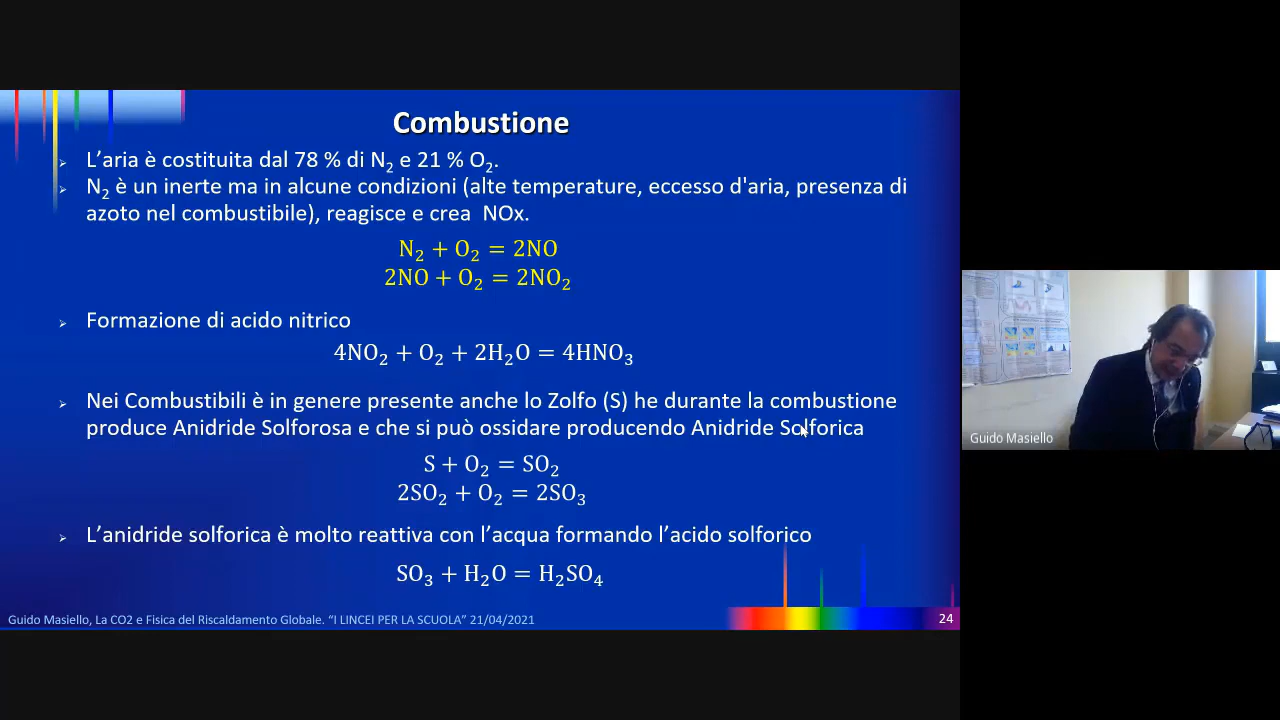 Combustione
L’aria è costituita dal 78 % di N₂ e 21 % O₂.
N₂ è un inerte ma in alcune condizioni (alte temperature, eccesso d'aria, presenza di
azoto nel combustibile), reagisce e crea NOx.
N₂ + O₂ = 2NO
2NO + O₂ = 2NO₂
Formazione di acido nitrico
4NO₂ + O₂ + 2H₂O = 4HNO₃
Nei Combustibili è in genere presente anche lo Zolfo (S) he durante la combustione
produce Anidride Solforosa e che si può ossidare producendo Anidride Solforica
S + O₂ = SO₂
2SO₂ + O₂ = 2SO₃
L’anidride solforica è molto reattiva con l’acqua formando l’acido solforico
SO₃ + H₂O = H₂SO₄
Guido Masiello, La CO2 e Fisica del Riscaldamento Globale. “I LINCEI PER LA SCUOLA” 21/04/2021
24
Guido Masiello